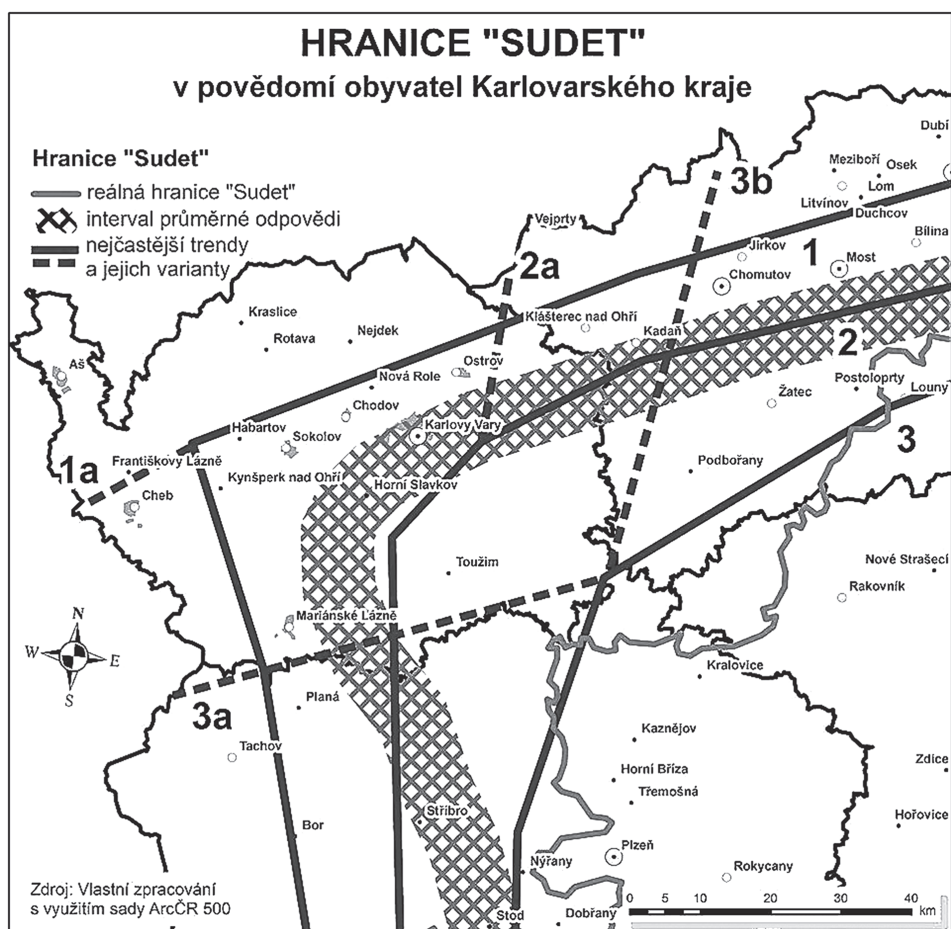 HRANICE "SUDET"
v povědomí obyvatel Karlovarského kraje
Hranice "Sudet"
reálná hranice "Sudet"
interval průměrné odpovědi
nejčastější trendy
a jejich varianty
Dubí
Meziboří
Osek
Lom
Litvínov
Duchcov
Bílina
3b
Vejprty
Jirkov
1
Most
2a
Chomutov
Kraslice
Klášterec nad Ohří
Rotava
Nejdek
Kadaň
2
Aš
Ostrov
Nová Role
Postoloprty
Louny
Žatec
Chodov
Karlovy Vary
Habartov
Sokolov
3
Františkovy Lázně
1a
Kynšperk nad Ohří
Horní Slavkov
Podbořany
Cheb
Toužim
Nové Strašecí
Rakovník
Mariánské Lázně
N
W
E
S
Kralovice
Planá
3a
Tachov
Kaznějov
Zdice
Horní Bříza
Třemošná
Stříbro
Bor
Hořovice
Plzeň
Nýřany
Rokycany
Zdroj: Vlastní zpracování
s využitím sady ArcČR 500
Stod
Dobřany
0 5 10 20 30 40
km